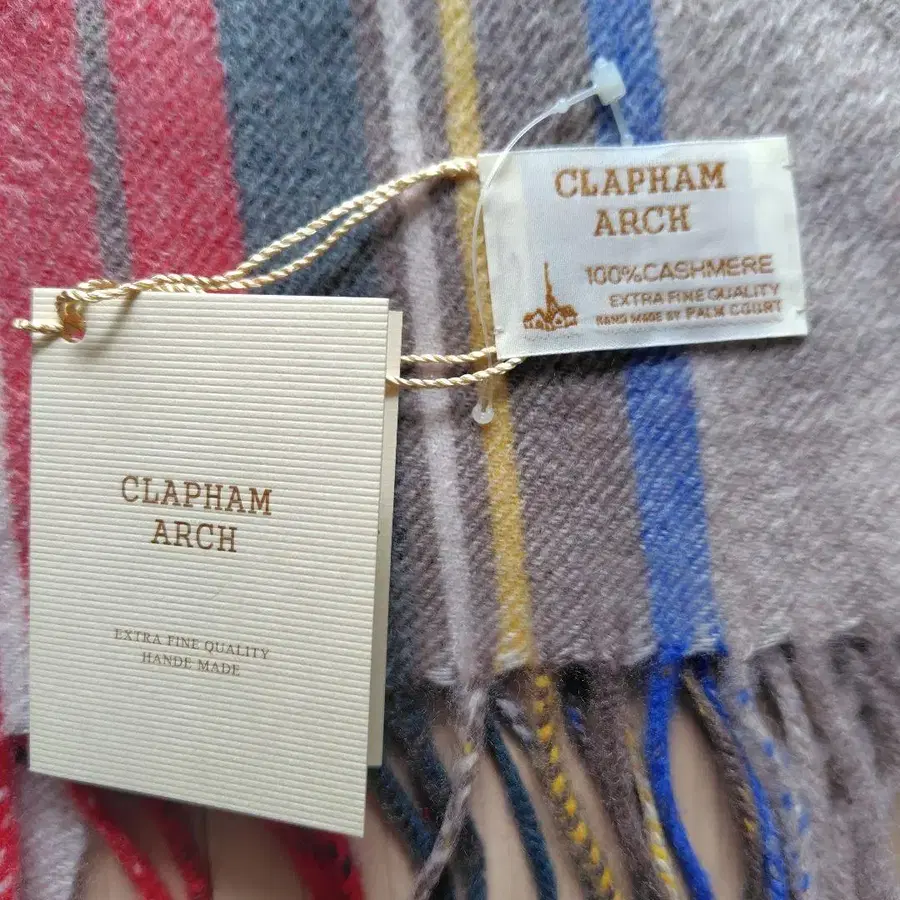 CLAPHAM
ARCH
100%CASHMERE
EXTRA FINE QUALITY
HAND MADE BY PALM COURT
CLAPHAM
ARCH
EXTRA FINE QUALITY
HANDE MADE